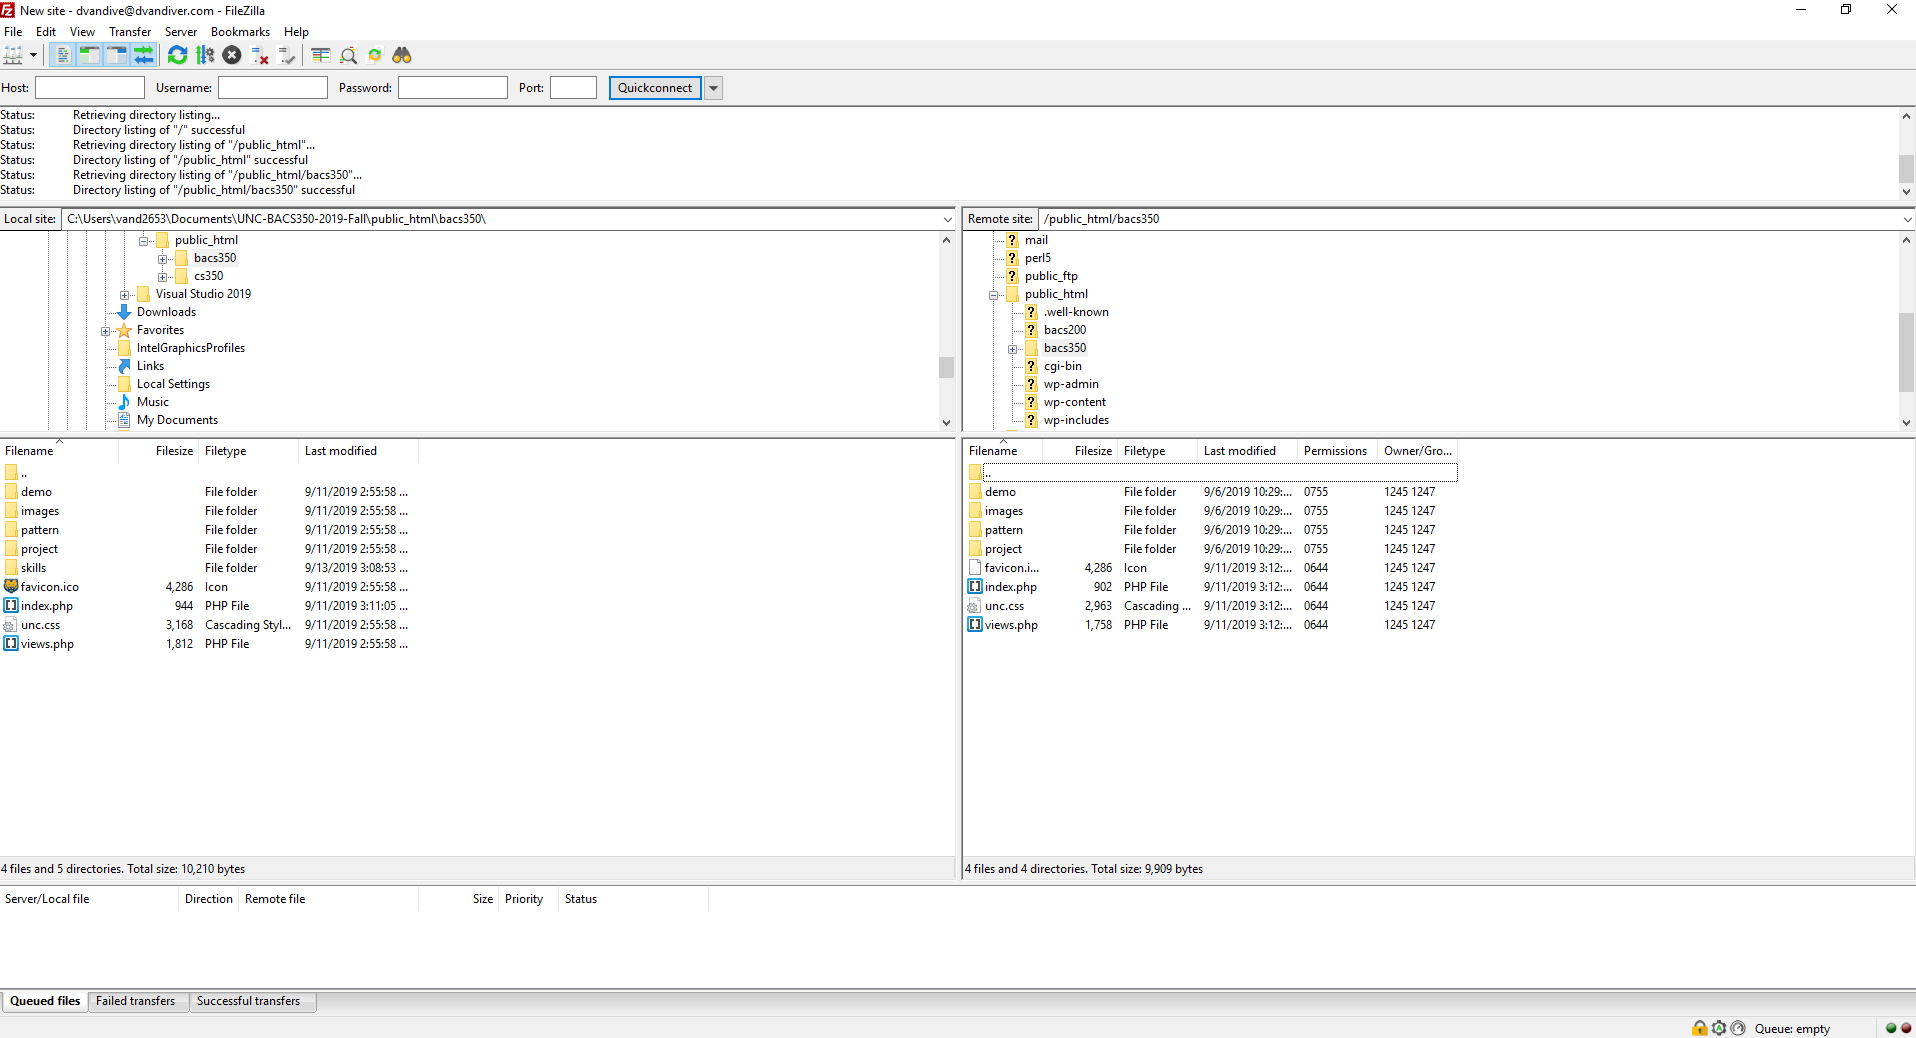 New site - dvandive@dvandiver.com - FileZilla
File Edit View Transfer Server Bookmarks Help
Host: Username: Password: Port: Quickconnect
Status: Retrieving directory listing...
Status: Directory listing of "/" successful
Status: Retrieving directory listing of "/public_html"...
Status: Directory listing of "/public_html" successful
Status: Retrieving directory listing of "/public_html/bacs350"...
Status: Directory listing of "/public_html/bacs350" successful
Local site: C:\Users\vand2653\Documents\UNC-BACS350-2019-Fall\public_html\bacs350\
public_html
bacs350
cs350
Visual Studio 2019
Downloads
Favorites
IntelGraphicsProfiles
Links
Local Settings
Music
My Documents
Remote site: /public_html/bacs350
mail
perl5
public_ftp
public_html
.well-known
bacs200
bacs350
cgi-bin
wp-admin
wp-content
wp-includes
Filename Filesize Filetype Last modified
..
demo File folder 9/11/2019 2:55:58 ...
images File folder 9/11/2019 2:55:58 ...
pattern File folder 9/11/2019 2:55:58 ...
project File folder 9/11/2019 2:55:58 ...
skills File folder 9/13/2019 3:08:53 ...
favicon.ico 4,286 Icon 9/11/2019 2:55:58 ...
index.php 944 PHP File 9/11/2019 3:11:05 ...
unc.css 3,168 Cascading Styl... 9/11/2019 2:55:58 ...
views.php 1,812 PHP File 9/11/2019 2:55:58 ...
4 files and 5 directories. Total size: 10,210 bytes
Filename Filesize Filetype Last modified Permissions Owner/Gro...
..
demo File folder 9/6/2019 10:29:... 0755 1245 1247
images File folder 9/6/2019 10:29:... 0755 1245 1247
pattern File folder 9/6/2019 10:29:... 0755 1245 1247
project File folder 9/6/2019 10:29:... 0755 1245 1247
favicon.i... 4,286 Icon 9/11/2019 3:12:... 0644 1245 1247
index.php 902 PHP File 9/11/2019 3:12:... 0644 1245 1247
unc.css 2,963 Cascading ... 9/11/2019 3:12:... 0644 1245 1247
views.php 1,758 PHP File 9/11/2019 3:12:... 0644 1245 1247
4 files and 4 directories. Total size: 9,909 bytes
Server/Local file Direction Remote file Size Priority Status
Queued files Failed transfers Successful transfers
Queue: empty